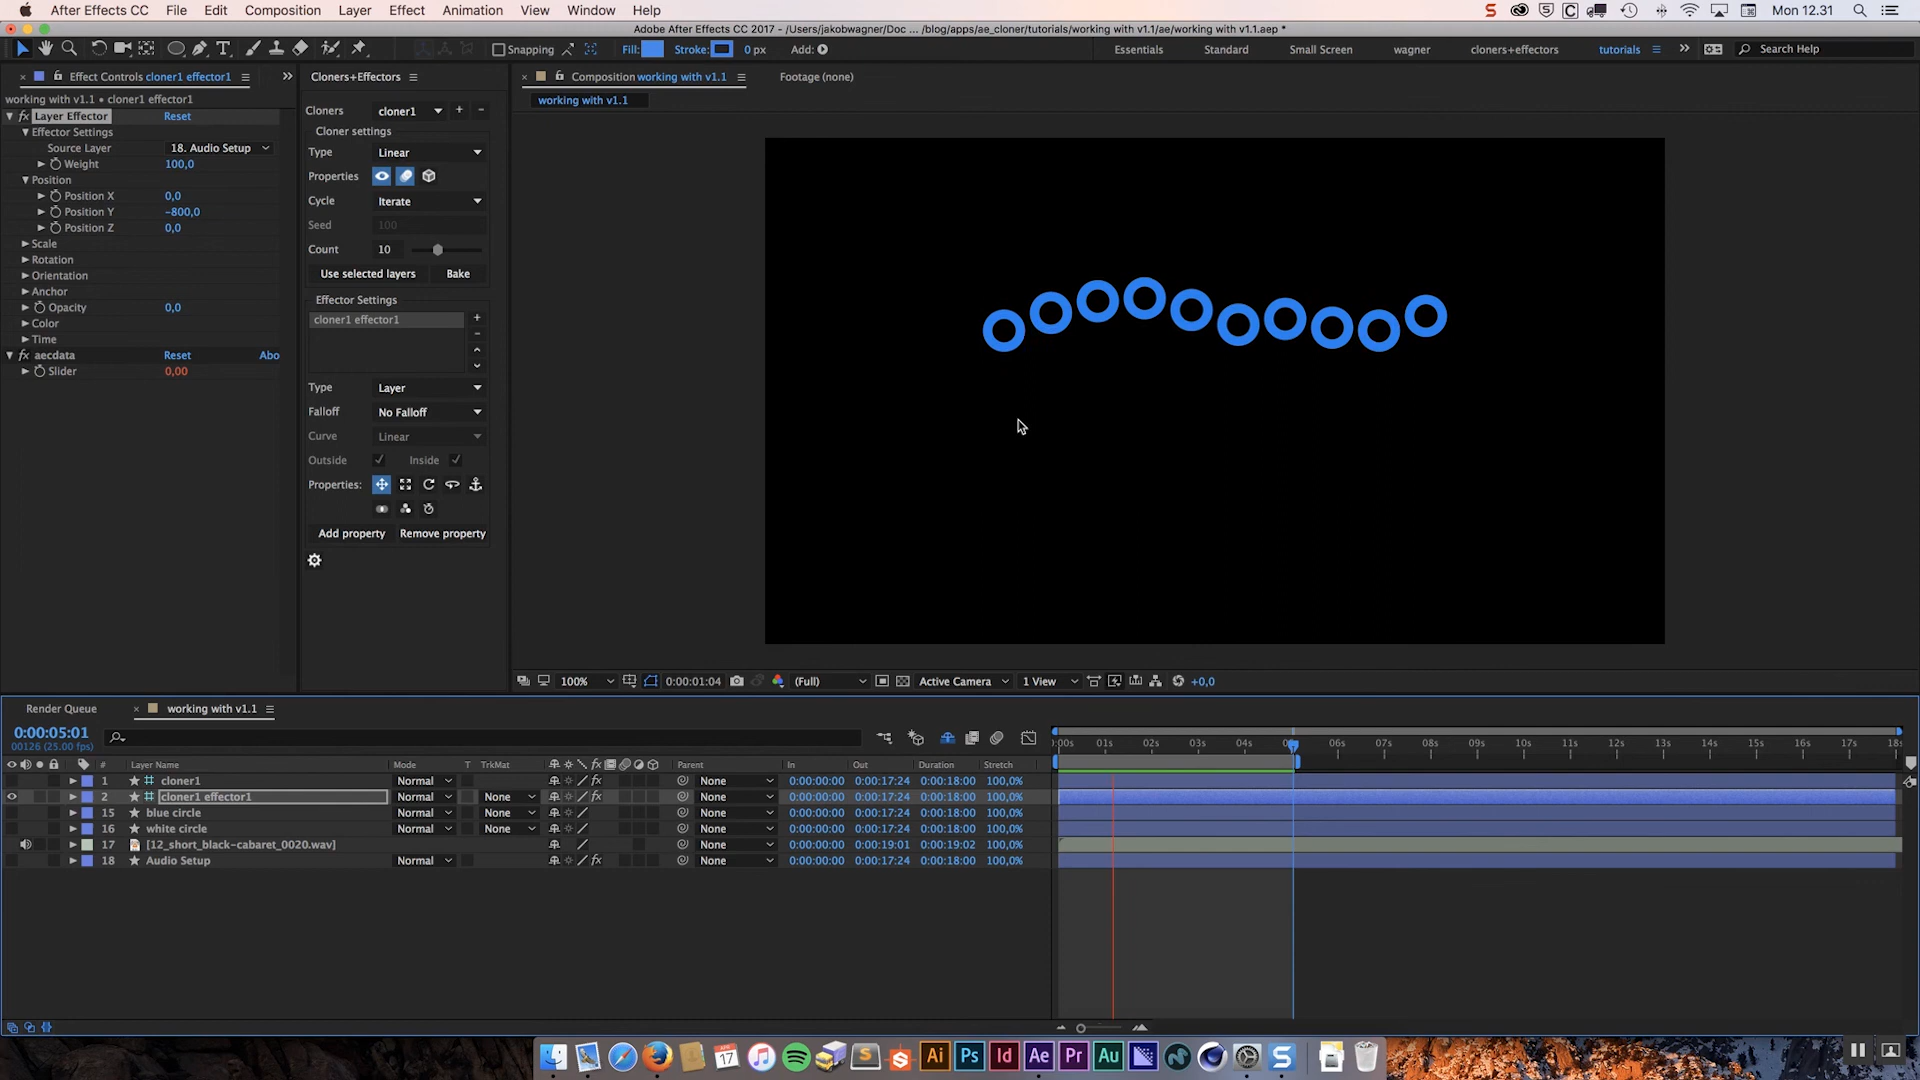 After Effects CC File Edit Composition Layer Effect Animation View Window Help Mon 12.31
Adobe After Effects CC 2017 - /Users/jakobwagner/Doc ... /blog/apps/ae_cloner/tutorials/working with v1.1/ae/working with v1.1.aep *
Snapping Fill: Stroke: 0 px Add: Essentials Standard Small Screen wagner cloners+effectors tutorials Search Help
Effect Controls cloner1 effector1
working with v1.1 • cloner1 effector1
Layer Effector Reset
Effector Settings
Source Layer 18. Audio Setup
Weight 100,0
Position
Position X 0,0
Position Y -800,0
Position Z 0,0
Scale
Rotation
Orientation
Anchor
Opacity 0,0
Color
Time
aecdata Reset Abo
Slider 0,00
Cloners+Effectors
Cloners cloner1 + -
Cloner settings
Type Linear
Properties
Cycle Iterate
Seed 100
Count 10
Use selected layers Bake
Effector Settings
cloner1 effector1
Type Layer
Falloff No Falloff
Curve Linear
Outside Inside
Properties:
Add property Remove property
Composition working with v1.1 Footage (none)
working with v1.1
100% 0:00:01:04 (Full) Active Camera 1 View +0,0
Render Queue working with v1.1
0:00:05:01
00126 (25.00 fps)
:00s 01s 02s 03s 04s 06s 07s 08s 09s 10s 11s 12s 13s 14s 15s 16s 17s 18s
# Layer Name Mode T TrkMat Parent In Out Duration Stretch
1 cloner1 Normal None 0:00:00:00 0:00:17:24 0:00:18:00 100,0%
2 cloner1 effector1 Normal None None 0:00:00:00 0:00:17:24 0:00:18:00 100,0%
15 blue circle Normal None None 0:00:00:00 0:00:17:24 0:00:18:00 100,0%
16 white circle Normal None None 0:00:00:00 0:00:17:24 0:00:18:00 100,0%
17 [12_short_black-cabaret_0020.wav] None 0:00:00:00 0:00:19:01 0:00:19:02 100,0%
18 Audio Setup Normal None 0:00:00:00 0:00:17:24 0:00:18:00 100,0%
17 Ai Ps Id Ae Pr Au